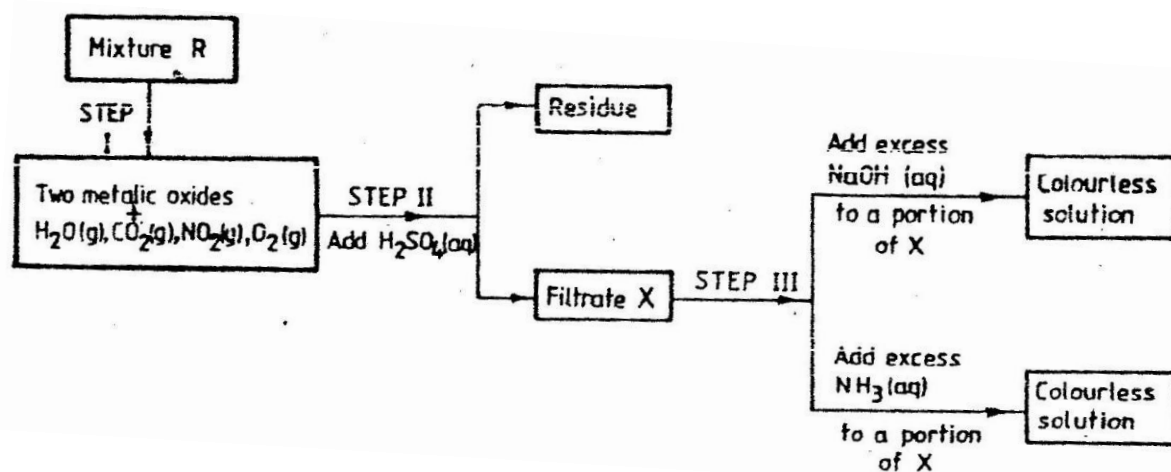 Mixture R
STEP
I
Two metalic oxides
+
H₂O(g),CO₂(g),NO₂(g),O₂(g)
STEP II
Add H₂SO₄(aq)
Residue
Filtrate X
STEP III
Add excess
NaOH (aq)
to a portion
of X
Colourless
solution
Add excess
NH₃(aq)
to a portion
of X
Colourless
solution